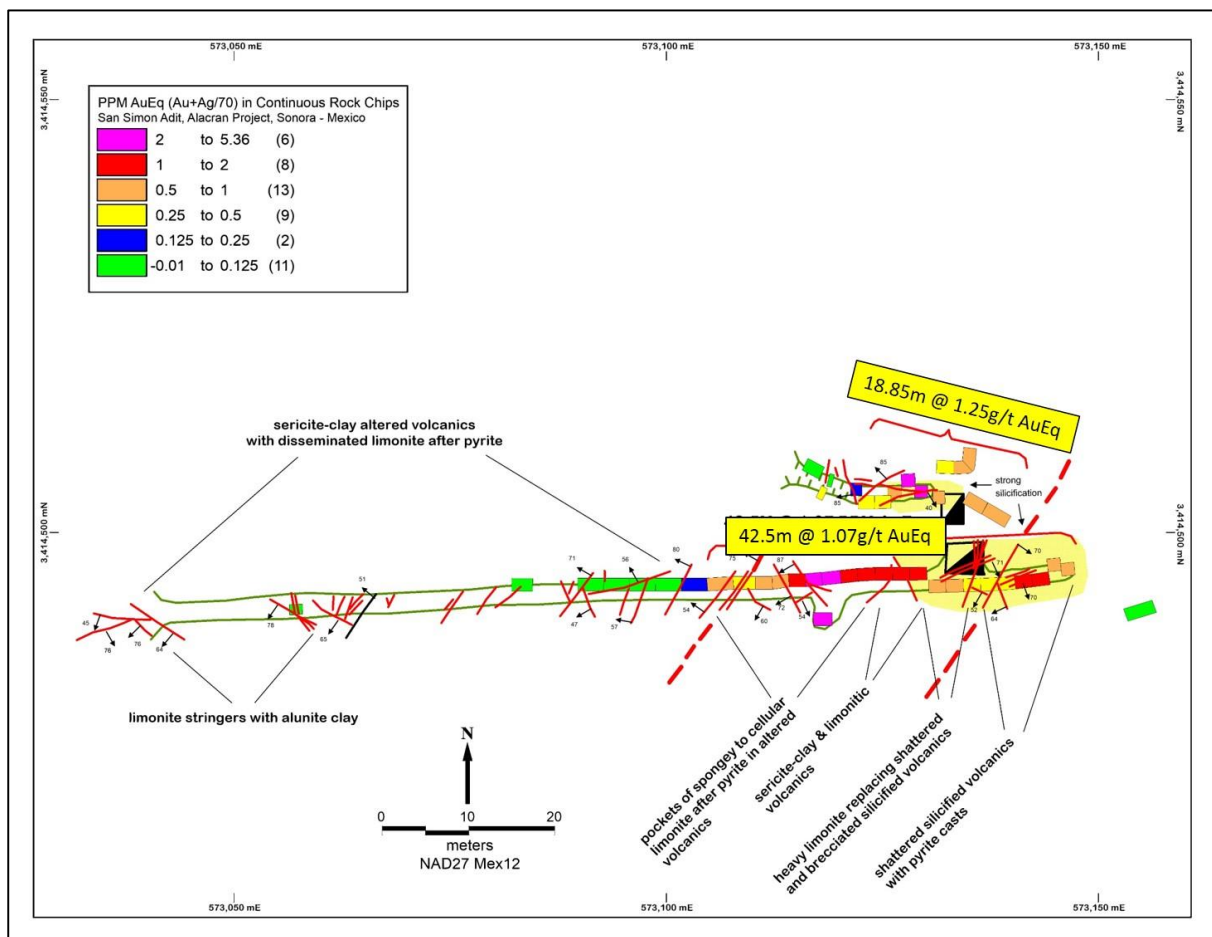 573,050 mE
573,100 mE
573,150 mE
3,414,550 mN
3,414,550 mN
PPM AuEq (Au+Ag/70) in Continuous Rock Chips
San Simon Adit, Alacran Project, Sonora - Mexico
2 to 5.36 (6)
1 to 2 (8)
0.5 to 1 (13)
0.25 to 0.5 (9)
0.125 to 0.25 (2)
-0.01 to 0.125 (11)
18.85m @ 1.25g/t AuEq
sericite-clay altered volcanics
with disseminated limonite after pyrite
strong
silicification
85
85
40
3,414,500 mN
3,414,500 mN
42.5m @ 1.07g/t AuEq
71
56
80
75
87
71
70
51
45
76
76
64
78
65
47
57
54
60
72
54
52
64
70
limonite stringers with alunite clay
pockets of spongey to cellular
limonite after pyrite in altered
volcanics
sericite-clay & limonitic
volcanics
heavy limonite replacing shattered
and brecciated silicified volcanics
shattered silicified volcanics
with pyrite casts
N
0 10 20
meters
NAD27 Mex12
573,050 mE
573,100 mE
573,150 mE